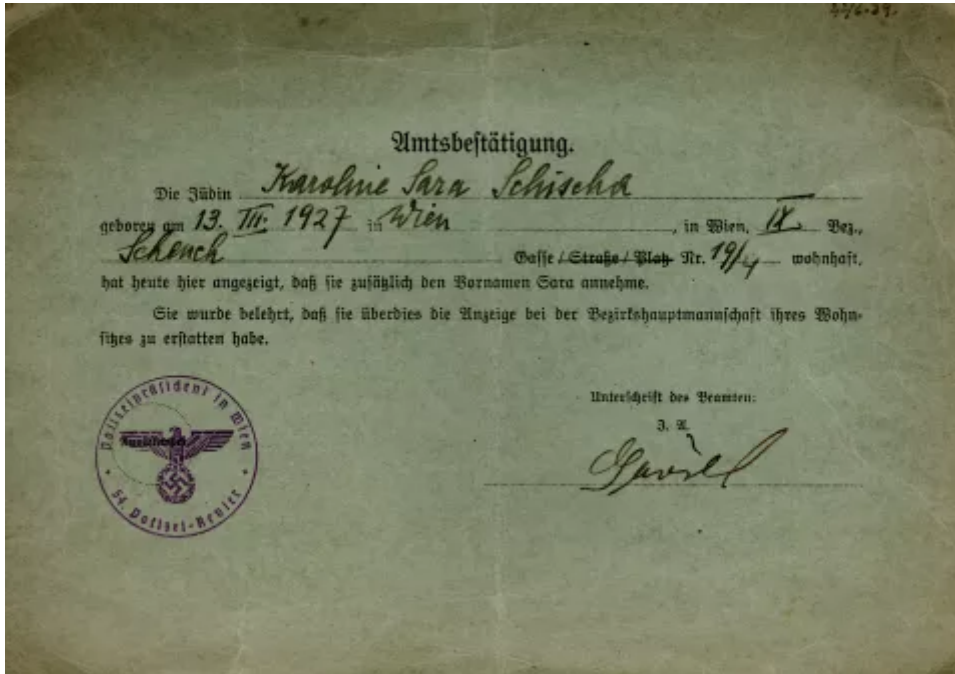 Amtsbestätigung.
Die Jüdin Karoline Sara Schischa
geboren am 13. III. 1927 in Wien, in Wien, IX. Bez.,
Gasse / Straße / Platz Nr. 19/4 wohnhaft,
hat heute hier angezeigt, daß sie zusätzlich den Vornamen Sara annehme.
Sie wurde belehrt, daß sie überdies die Anzeige bei der Bezirkshauptmannschaft ihres Wohn-
sitzes zu erstatten habe.
Unterschrift des Beamten:
I. A.
Polizeipräsident in Wien
54. Polizei-Revier